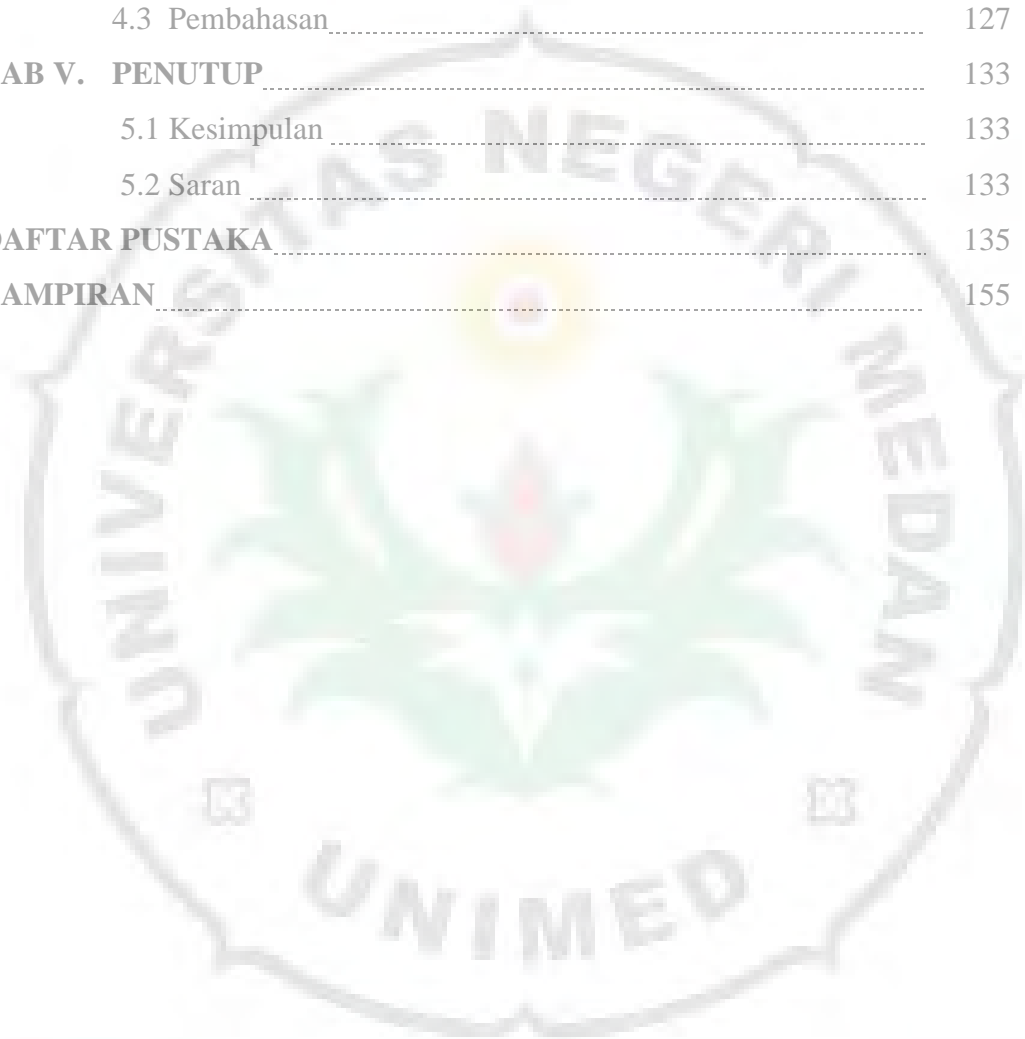 4.3 Pembahasan 127
AB V. PENUTUP 133
5.1 Kesimpulan 133
5.2 Saran 133
DAFTAR PUSTAKA 135
AMPIRAN 155
UNIVERSITAS NEGERI MEDAN
UNIMED